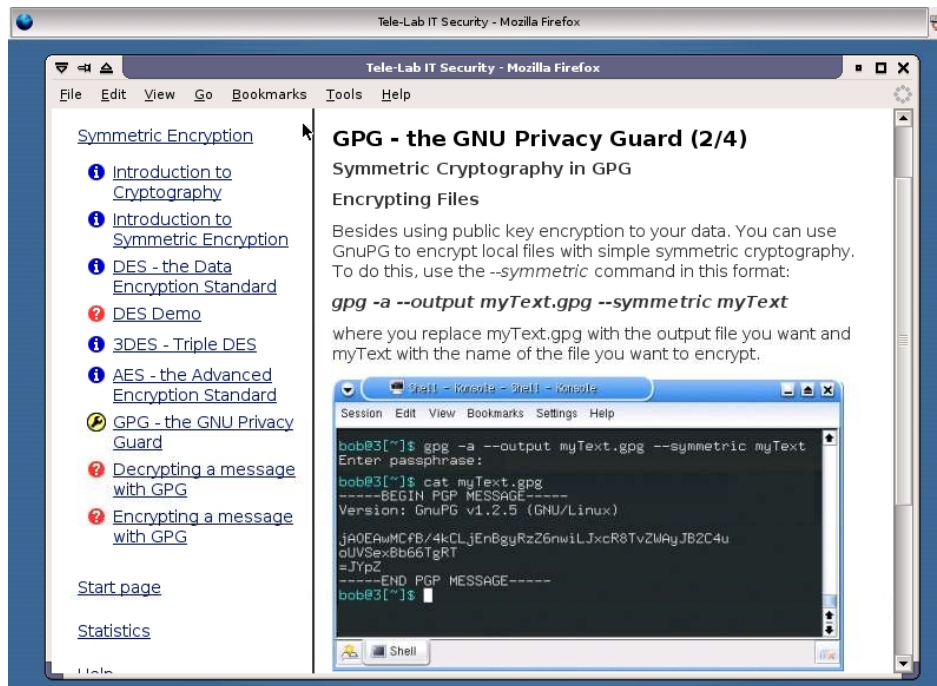 Tele-Lab IT Security - Mozilla Firefox
Tele-Lab IT Security - Mozilla Firefox
File Edit View Go Bookmarks Tools Help
Symmetric Encryption
Introduction to
Cryptography
Introduction to
Symmetric Encryption
DES - the Data
Encryption Standard
DES Demo
3DES - Triple DES
AES - the Advanced
Encryption Standard
GPG - the GNU Privacy
Guard
Decrypting a message
with GPG
Encrypting a message
with GPG
Start page
Statistics
Help
GPG - the GNU Privacy Guard (2/4)
Symmetric Cryptography in GPG
Encrypting Files
Besides using public key encryption to your data. You can use
GnuPG to encrypt local files with simple symmetric cryptography.
To do this, use the --symmetric command in this format:
gpg -a --output myText.gpg --symmetric myText
where you replace myText.gpg with the output file you want and
myText with the name of the file you want to encrypt.
Shell - Konsole - Shell - Konsole
Session Edit View Bookmarks Settings Help
bob@3[~]$ gpg -a --output myText.gpg --symmetric myText
Enter passphrase:
bob@3[~]$ cat myText.gpg
-----BEGIN PGP MESSAGE-----
Version: GnuPG v1.2.5 (GNU/Linux)
jA0EAwMCfB/4kCLjEnBgyRzZ6nwiLJxcR8TvZWAyJB2C4u
oUVSexBb66TgRT
=JYpZ
-----END PGP MESSAGE-----
bob@3[~]$
Shell